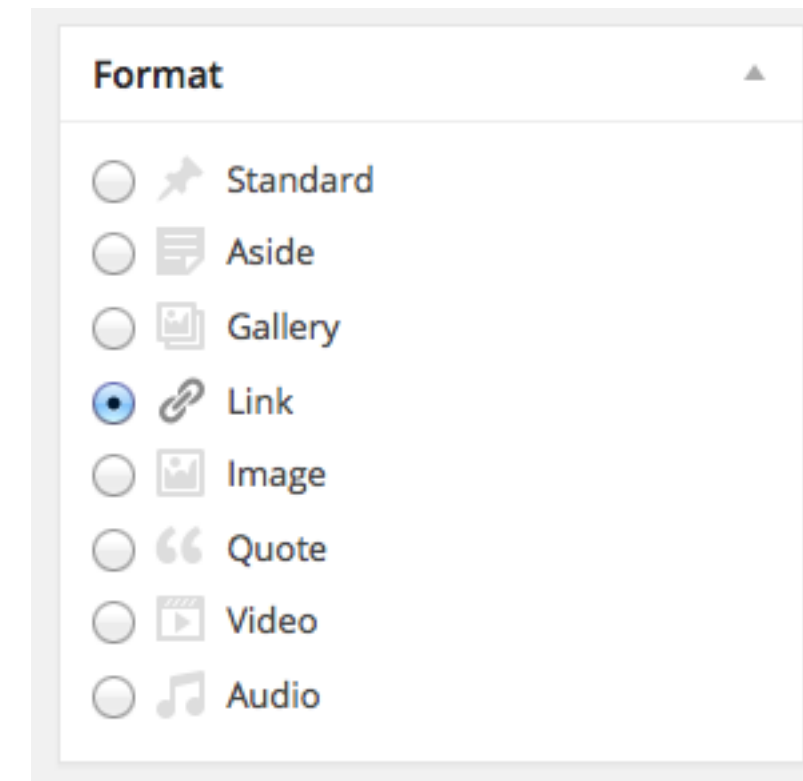 Format
Standard
Aside
Gallery
Link
Image
Quote
Video
Audio